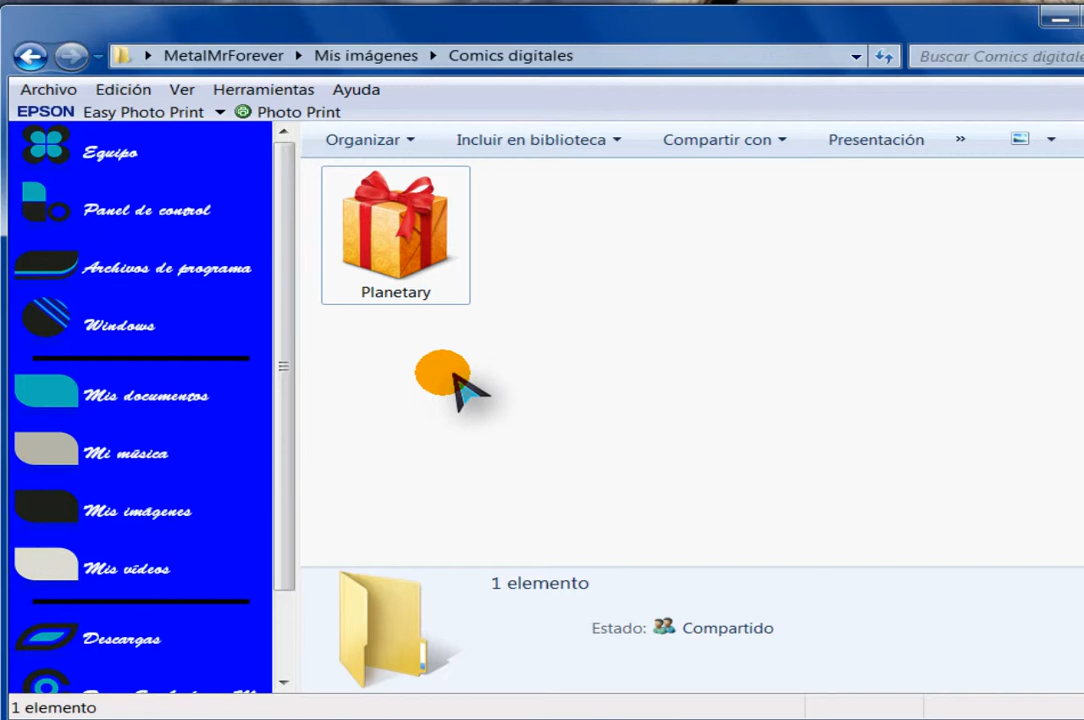 MetalMrForever Mis imágenes Comics digitales
Buscar Comics digitale
Archivo Edición Ver Herramientas Ayuda
EPSON Easy Photo Print Photo Print
Organizar Incluir en biblioteca Compartir con Presentación »
Equipo
Panel de control
Archivos de programa
Windows
Mis documentos
Mi música
Mis imágenes
Mis vídeos
Descargas
Planetary
1 elemento
Estado: Compartido
1 elemento